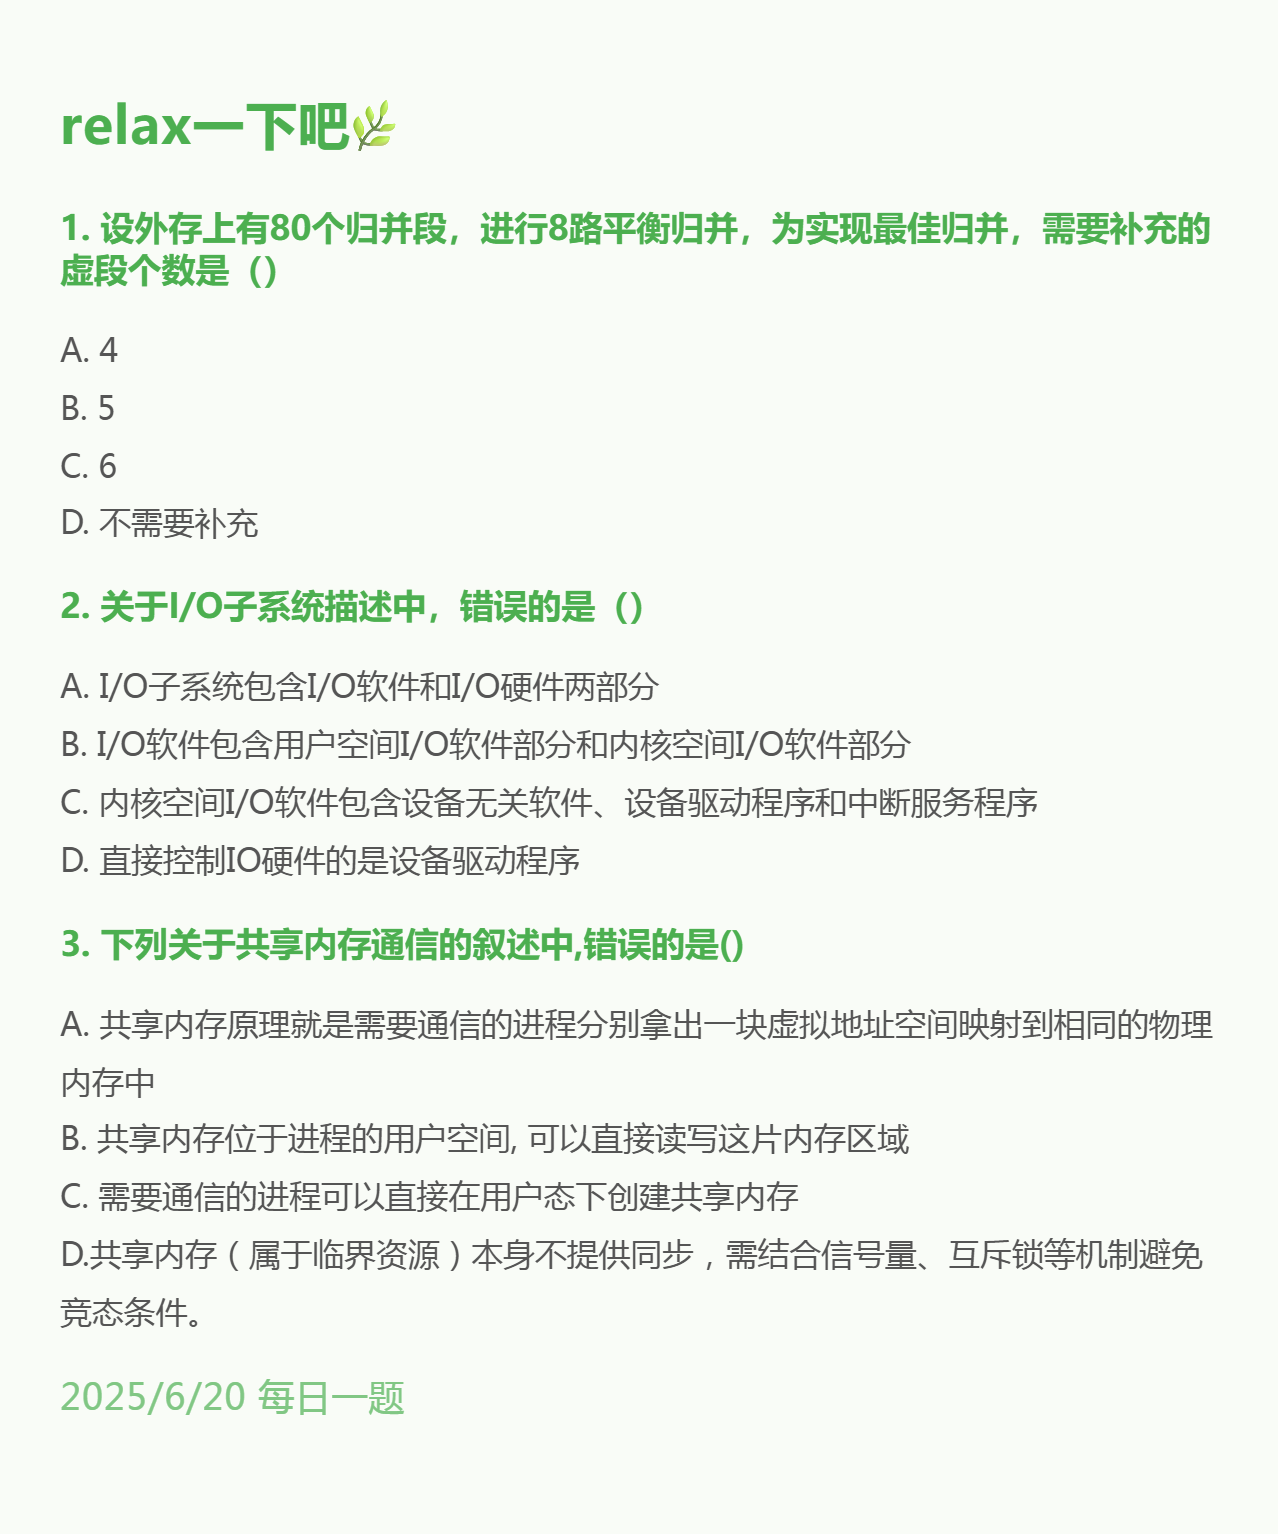 relax一下吧🌿
1. 设外存上有80个归并段，进行8路平衡归并，为实现最佳归并，需要补充的
虚段个数是（）
A. 4
B. 5
C. 6
D. 不需要补充
2. 关于I/O子系统描述中，错误的是（）
A. I/O子系统包含I/O软件和I/O硬件两部分
B. I/O软件包含用户空间I/O软件部分和内核空间I/O软件部分
C. 内核空间I/O软件包含设备无关软件、设备驱动程序和中断服务程序
D. 直接控制IO硬件的是设备驱动程序
3. 下列关于共享内存通信的叙述中,错误的是()
A. 共享内存原理就是需要通信的进程分别拿出一块虚拟地址空间映射到相同的物理
内存中
B. 共享内存位于进程的用户空间, 可以直接读写这片内存区域
C. 需要通信的进程可以直接在用户态下创建共享内存
D.共享内存（属于临界资源）本身不提供同步，需结合信号量、互斥锁等机制避免
竞态条件。
2025/6/20 每日一题